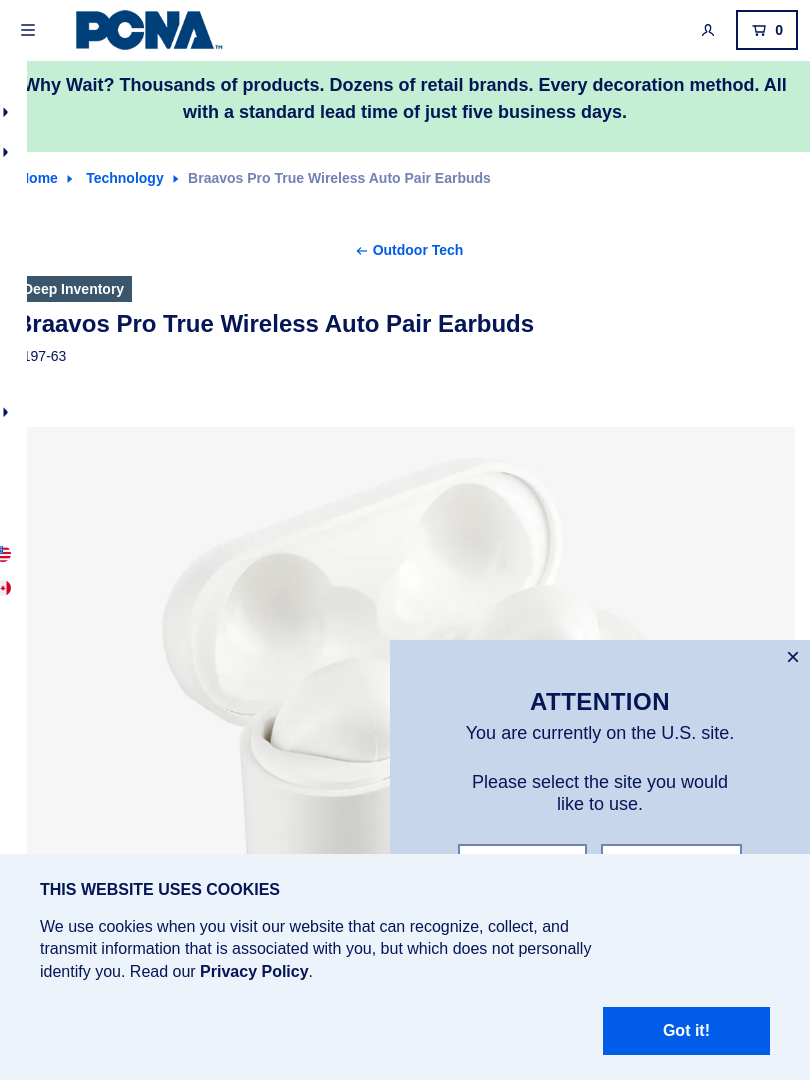 PCNA™
0
Why Wait? Thousands of products. Dozens of retail brands. Every decoration method. All
with a standard lead time of just five business days.
Home Technology Braavos Pro True Wireless Auto Pair Earbuds
Outdoor Tech
Deep Inventory
Braavos Pro True Wireless Auto Pair Earbuds
197-63
ATTENTION
You are currently on the U.S. site.
Please select the site you would
like to use.
THIS WEBSITE USES COOKIES
We use cookies when you visit our website that can recognize, collect, and
transmit information that is associated with you, but which does not personally
identify you. Read our Privacy Policy.
Got it!